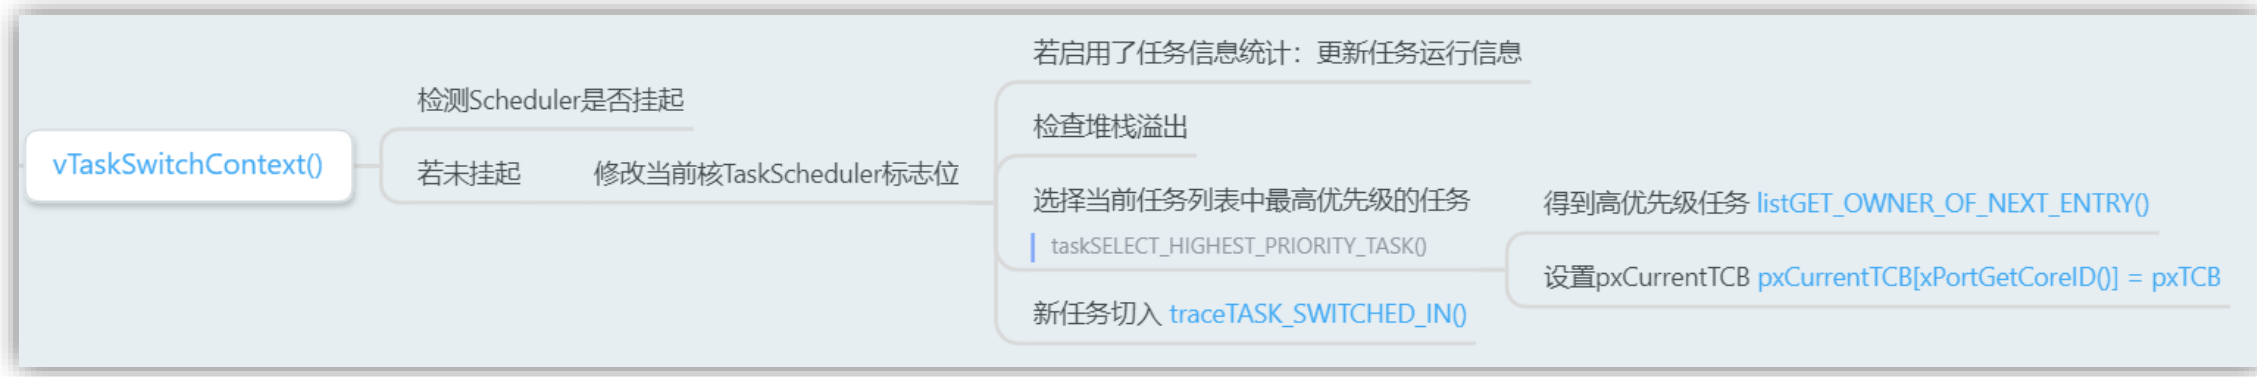 vTaskSwitchContext()
检测Scheduler是否挂起
若未挂起
修改当前核TaskScheduler标志位
若启用了任务信息统计：更新任务运行信息
检查堆栈溢出
选择当前任务列表中最高优先级的任务
taskSELECT_HIGHEST_PRIORITY_TASK()
得到高优先级任务 listGET_OWNER_OF_NEXT_ENTRY()
设置pxCurrentTCB pxCurrentTCB[xPortGetCoreID()] = pxTCB
新任务切入 traceTASK_SWITCHED_IN()